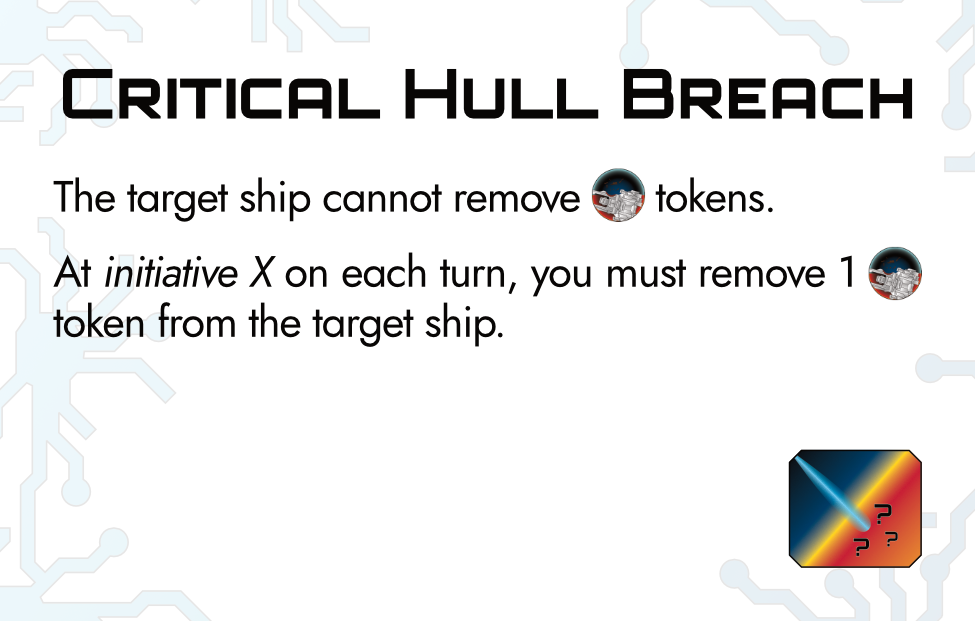 CRITICAL HULL BREACH
The target ship cannot remove tokens.
At initiative X on each turn, you must remove 1
token from the target ship.
?
? ?